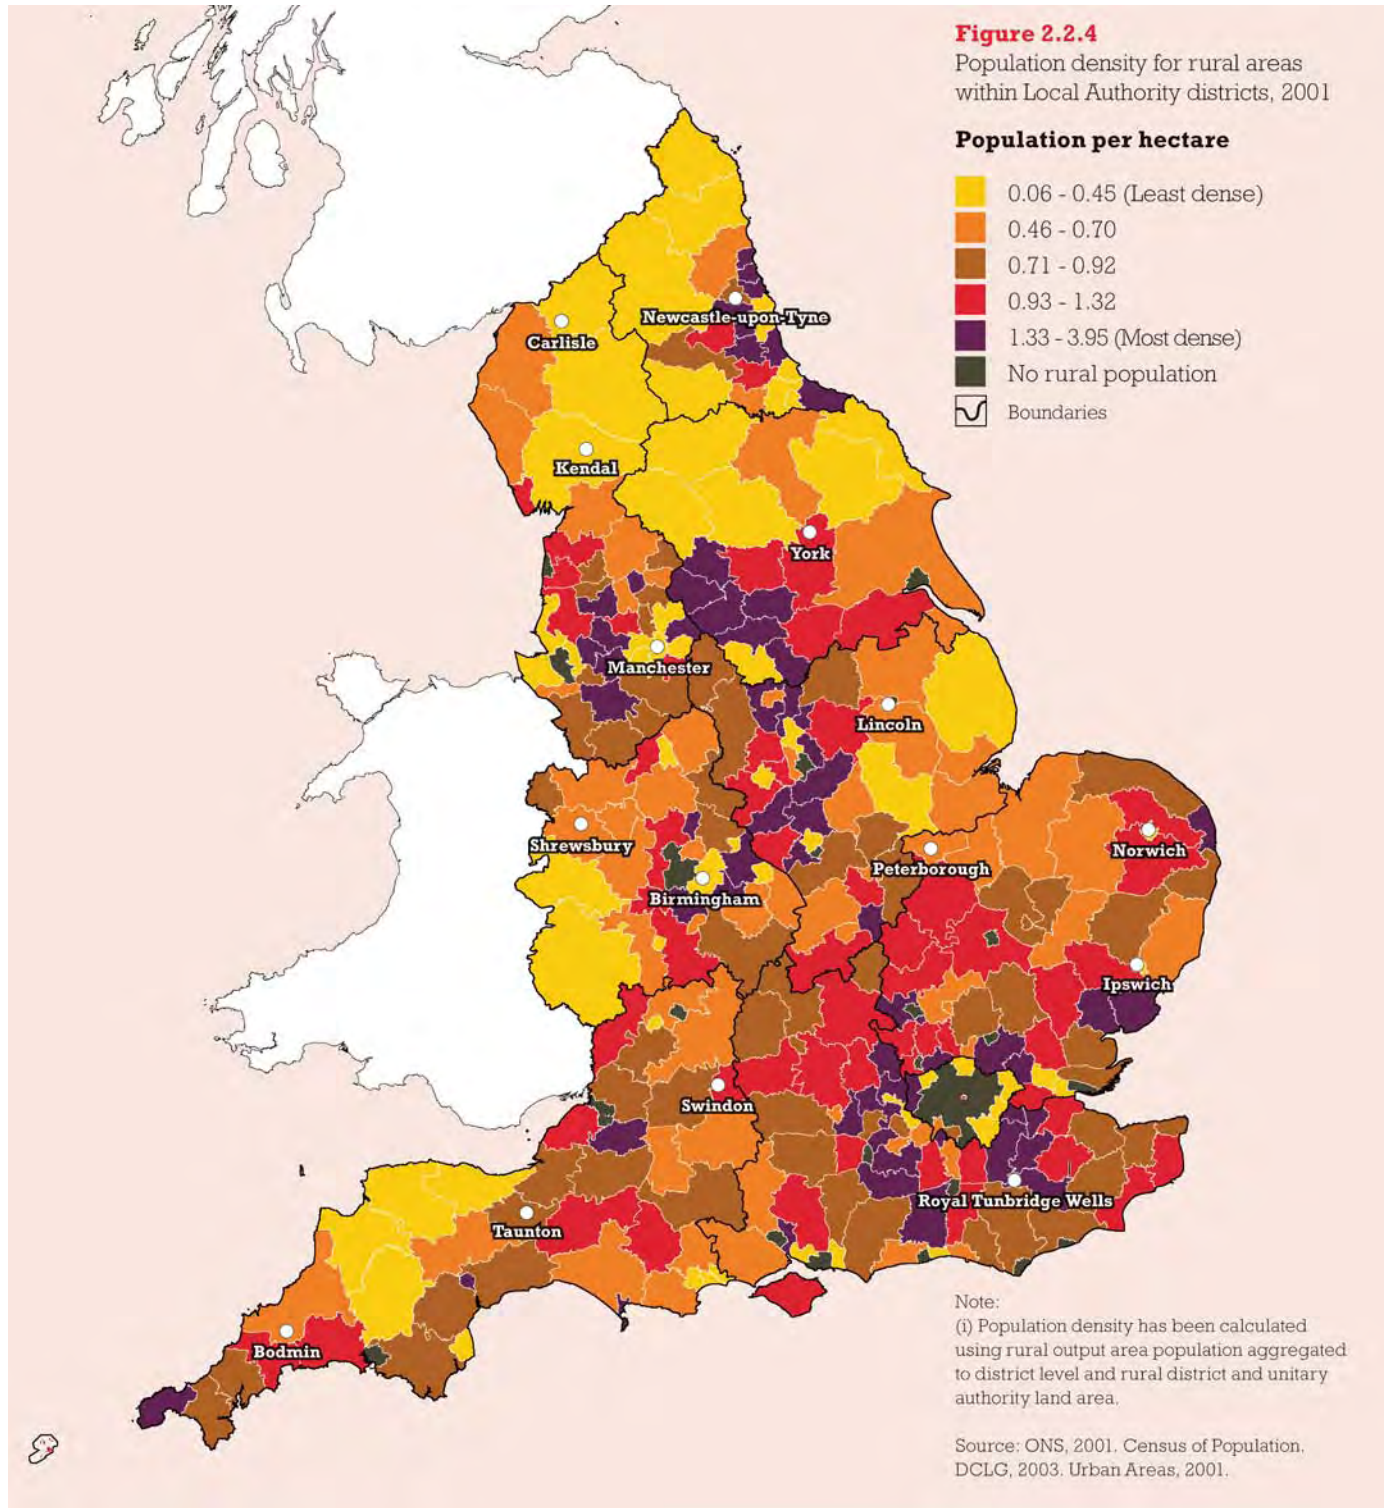 Figure 2.2.4
Population density for rural areas
within Local Authority districts, 2001
Population per hectare
0.06 - 0.45 (Least dense)
0.46 - 0.70
0.71 - 0.92
0.93 - 1.32
1.33 - 3.95 (Most dense)
No rural population
Boundaries
Newcastle-upon-Tyne
Carlisle
Kendal
York
Manchester
Lincoln
Shrewsbury
Norwich
Peterborough
Birmingham
Ipswich
Swindon
Royal Tunbridge Wells
Taunton
Bodmin
Note:
(i) Population density has been calculated
using rural output area population aggregated
to district level and rural district and unitary
authority land area.
Source: ONS, 2001. Census of Population.
DCLG, 2003. Urban Areas, 2001.